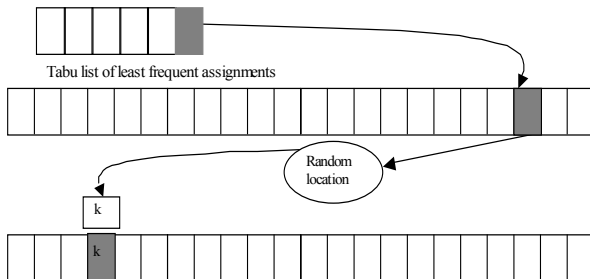 Tabu list of least frequent assignments
Random
location
k
k